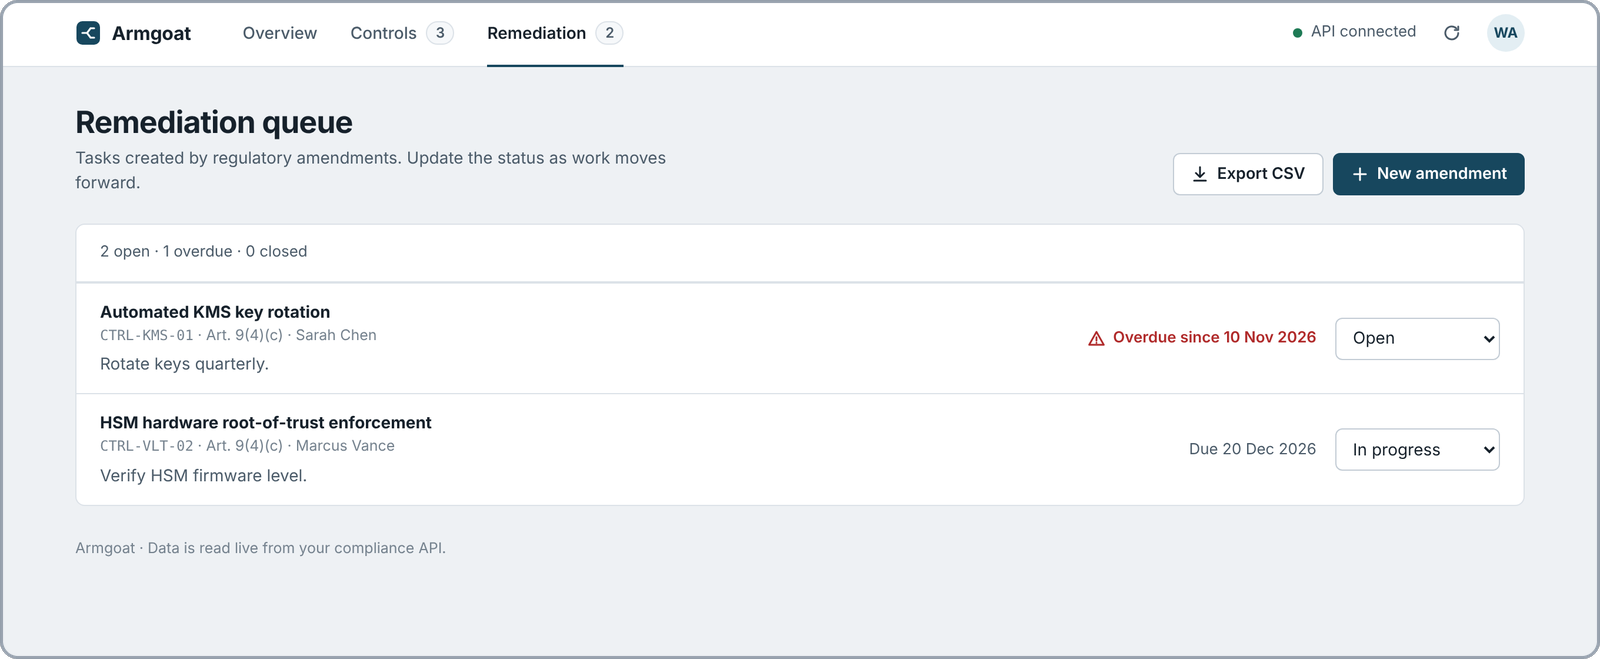 Armgoat Overview Controls 3 Remediation 2 API connected WA
Remediation queue
Tasks created by regulatory amendments. Update the status as work moves
forward.
Export CSV New amendment
2 open · 1 overdue · 0 closed
Automated KMS key rotation
CTRL-KMS-01 · Art. 9(4)(c) · Sarah Chen
Rotate keys quarterly.
Overdue since 10 Nov 2026 Open
HSM hardware root-of-trust enforcement
CTRL-VLT-02 · Art. 9(4)(c) · Marcus Vance
Verify HSM firmware level.
Due 20 Dec 2026 In progress
Armgoat · Data is read live from your compliance API.